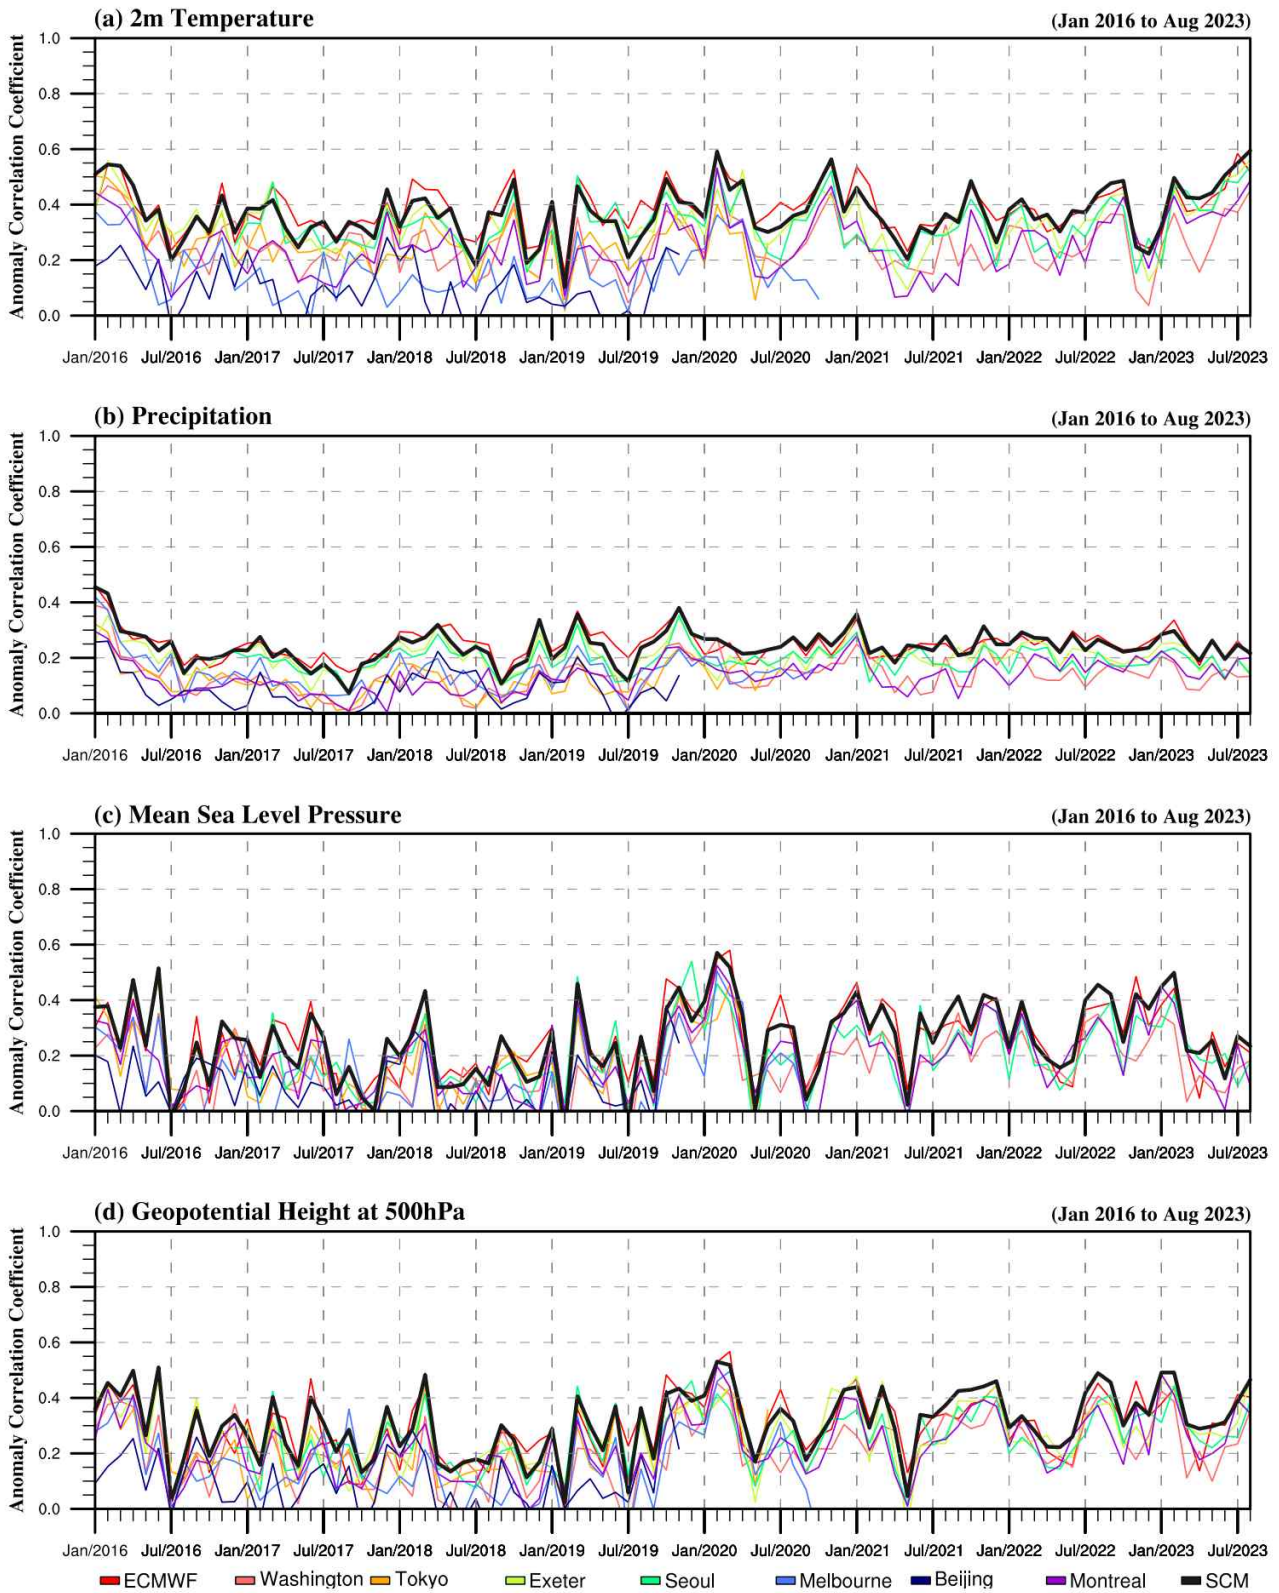 (a) 2m Temperature (Jan 2016 to Aug 2023)
Anomaly Correlation Coefficient
1.0
0.8
0.6
0.4
0.2
0.0
Jan/2016 Jul/2016 Jan/2017 Jul/2017 Jan/2018 Jul/2018 Jan/2019 Jul/2019 Jan/2020 Jul/2020 Jan/2021 Jul/2021 Jan/2022 Jul/2022 Jan/2023 Jul/2023
(b) Precipitation (Jan 2016 to Aug 2023)
Anomaly Correlation Coefficient
1.0
0.8
0.6
0.4
0.2
0.0
Jan/2016 Jul/2016 Jan/2017 Jul/2017 Jan/2018 Jul/2018 Jan/2019 Jul/2019 Jan/2020 Jul/2020 Jan/2021 Jul/2021 Jan/2022 Jul/2022 Jan/2023 Jul/2023
(c) Mean Sea Level Pressure (Jan 2016 to Aug 2023)
Anomaly Correlation Coefficient
1.0
0.8
0.6
0.4
0.2
0.0
Jan/2016 Jul/2016 Jan/2017 Jul/2017 Jan/2018 Jul/2018 Jan/2019 Jul/2019 Jan/2020 Jul/2020 Jan/2021 Jul/2021 Jan/2022 Jul/2022 Jan/2023 Jul/2023
(d) Geopotential Height at 500hPa (Jan 2016 to Aug 2023)
Anomaly Correlation Coefficient
1.0
0.8
0.6
0.4
0.2
0.0
Jan/2016 Jul/2016 Jan/2017 Jul/2017 Jan/2018 Jul/2018 Jan/2019 Jul/2019 Jan/2020 Jul/2020 Jan/2021 Jul/2021 Jan/2022 Jul/2022 Jan/2023 Jul/2023
ECMWF Washington Tokyo Exeter Seoul Melbourne Beijing Montreal SCM